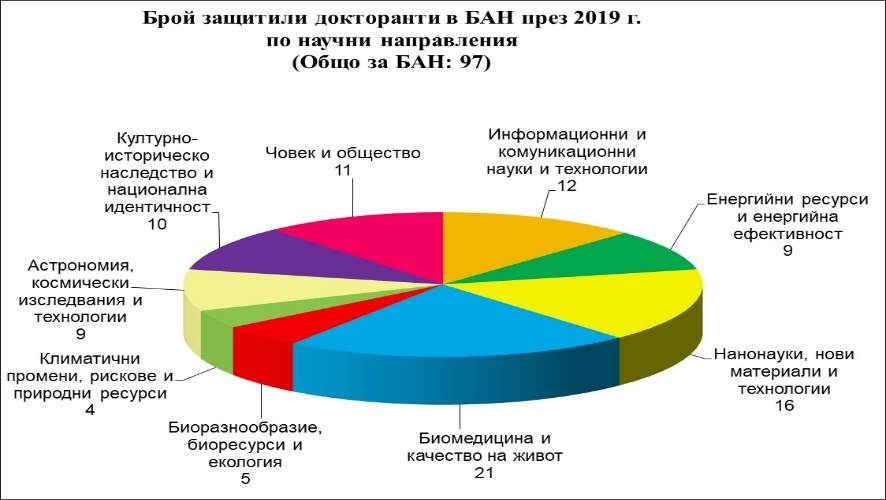 Брой защитили докторанти в БАН през 2019 г.
по научни направления
(Общо за БАН: 97)
Информационни и
комуникационни
науки и технологии
12
Енергийни ресурси
и енергийна
ефективност
9
Нанонауки, нови
материали и
технологии
16
Биомедицина и
качество на живот
21
Биоразнообразие,
биоресурси и
екология
5
Климатични
промени, рискове и
природни ресурси
4
Астрономия,
космически
изследвания и
технологии
9
Културно-
историческо
наследство и
национална
идентичност
10
Човек и общество
11